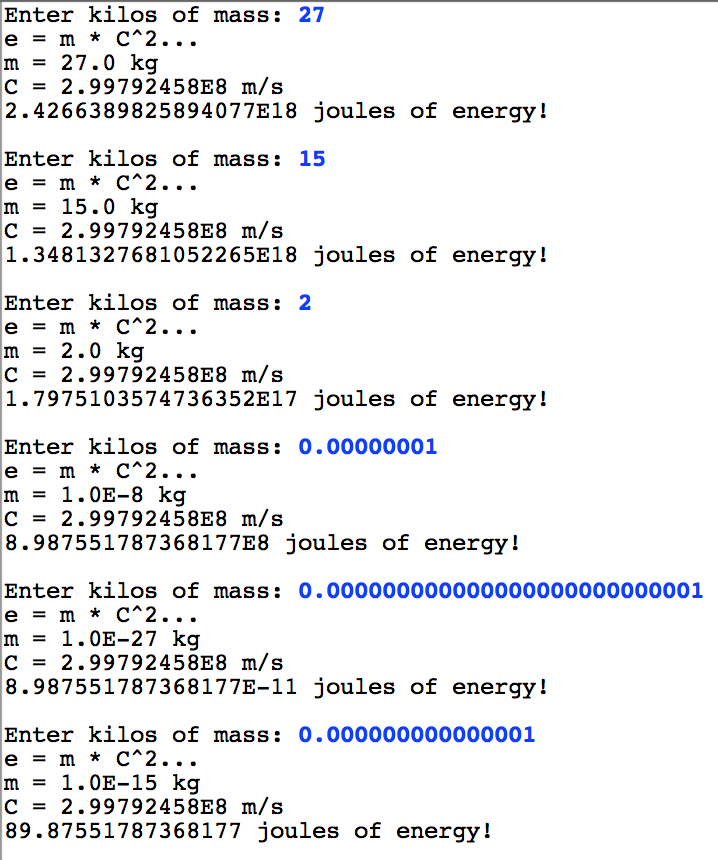 Enter kilos of mass: 27
e = m * C^2...
m = 27.0 kg
C = 2.99792458E8 m/s
2.4266389825894077E18 joules of energy!
Enter kilos of mass: 15
e = m * C^2...
m = 15.0 kg
C = 2.99792458E8 m/s
1.3481327681052265E18 joules of energy!
Enter kilos of mass: 2
e = m * C^2...
m = 2.0 kg
C = 2.99792458E8 m/s
1.7975103574736352E17 joules of energy!
Enter kilos of mass: 0.00000001
e = m * C^2...
m = 1.0E-8 kg
C = 2.99792458E8 m/s
8.987551787368177E8 joules of energy!
Enter kilos of mass: 0.000000000000000000000000001
e = m * C^2...
m = 1.0E-27 kg
C = 2.99792458E8 m/s
8.987551787368177E-11 joules of energy!
Enter kilos of mass: 0.000000000000001
e = m * C^2...
m = 1.0E-15 kg
C = 2.99792458E8 m/s
89.87551787368177 joules of energy!